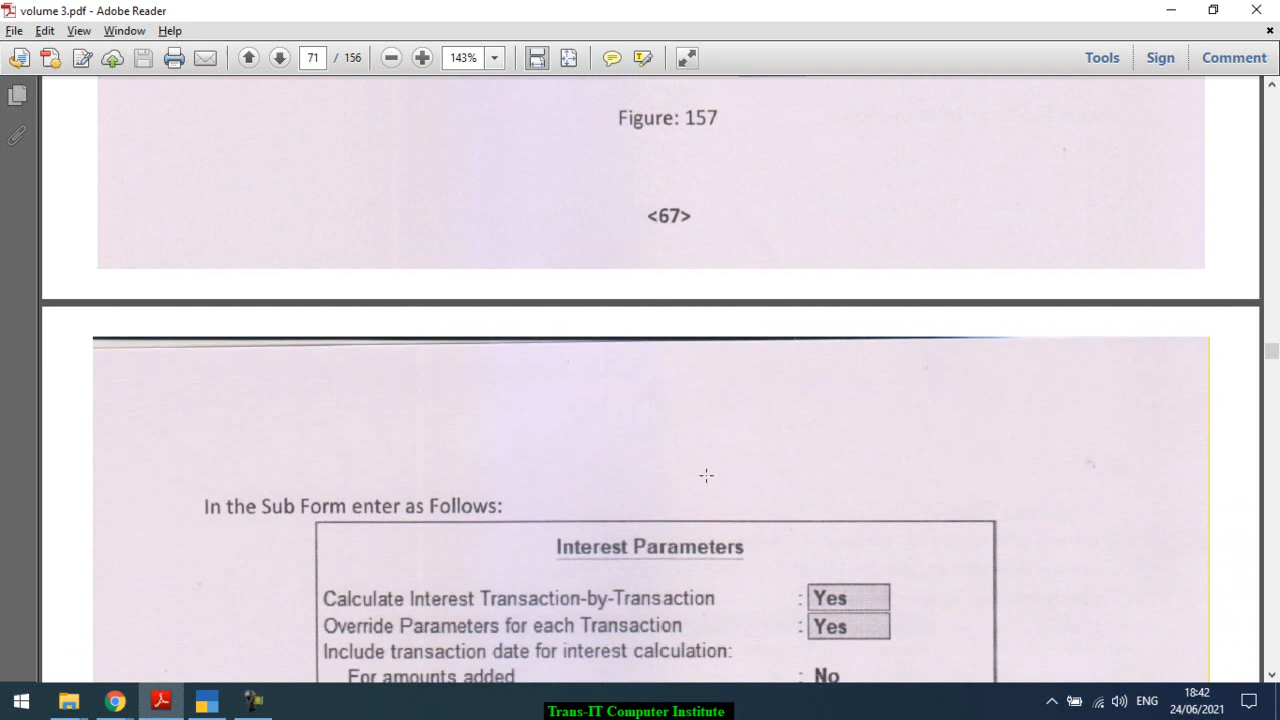 volume 3.pdf - Adobe Reader
File Edit View Window Help
71 / 156 143% Tools Sign Comment
Figure: 157
<67>
In the Sub Form enter as Follows:
Interest Parameters
Calculate Interest Transaction-by-Transaction : Yes
Override Parameters for each Transaction : Yes
Include transaction date for interest calculation:
For amounts added : No
ENG 18:42
24/06/2021
Trans-IT Computer Institute